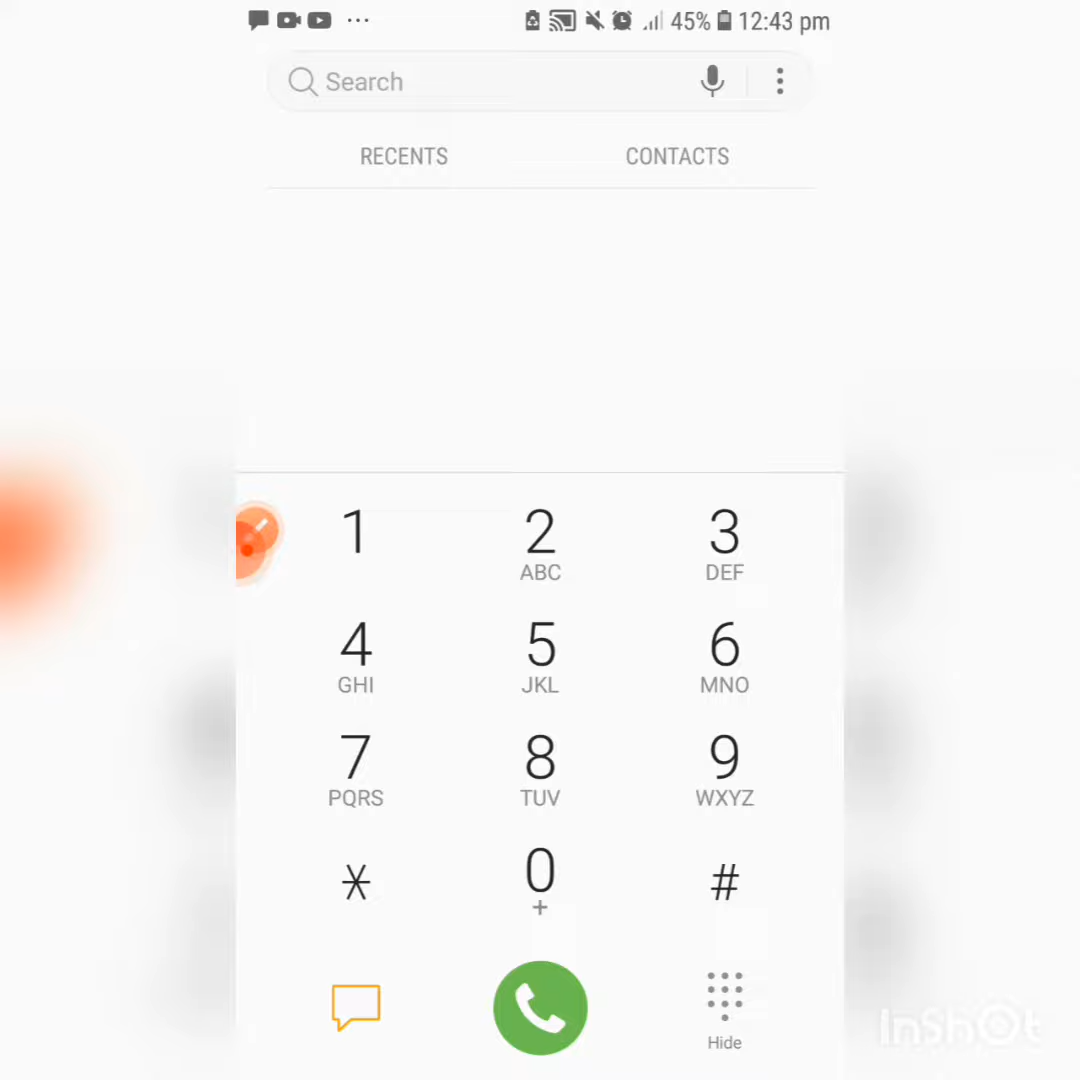 45% 12:43 pm
Search
RECENTS CONTACTS
1 2 3
ABC DEF
4 5 6
GHI JKL MNO
7 8 9
PQRS TUV WXYZ
* 0 #
+
Hide
InShOt